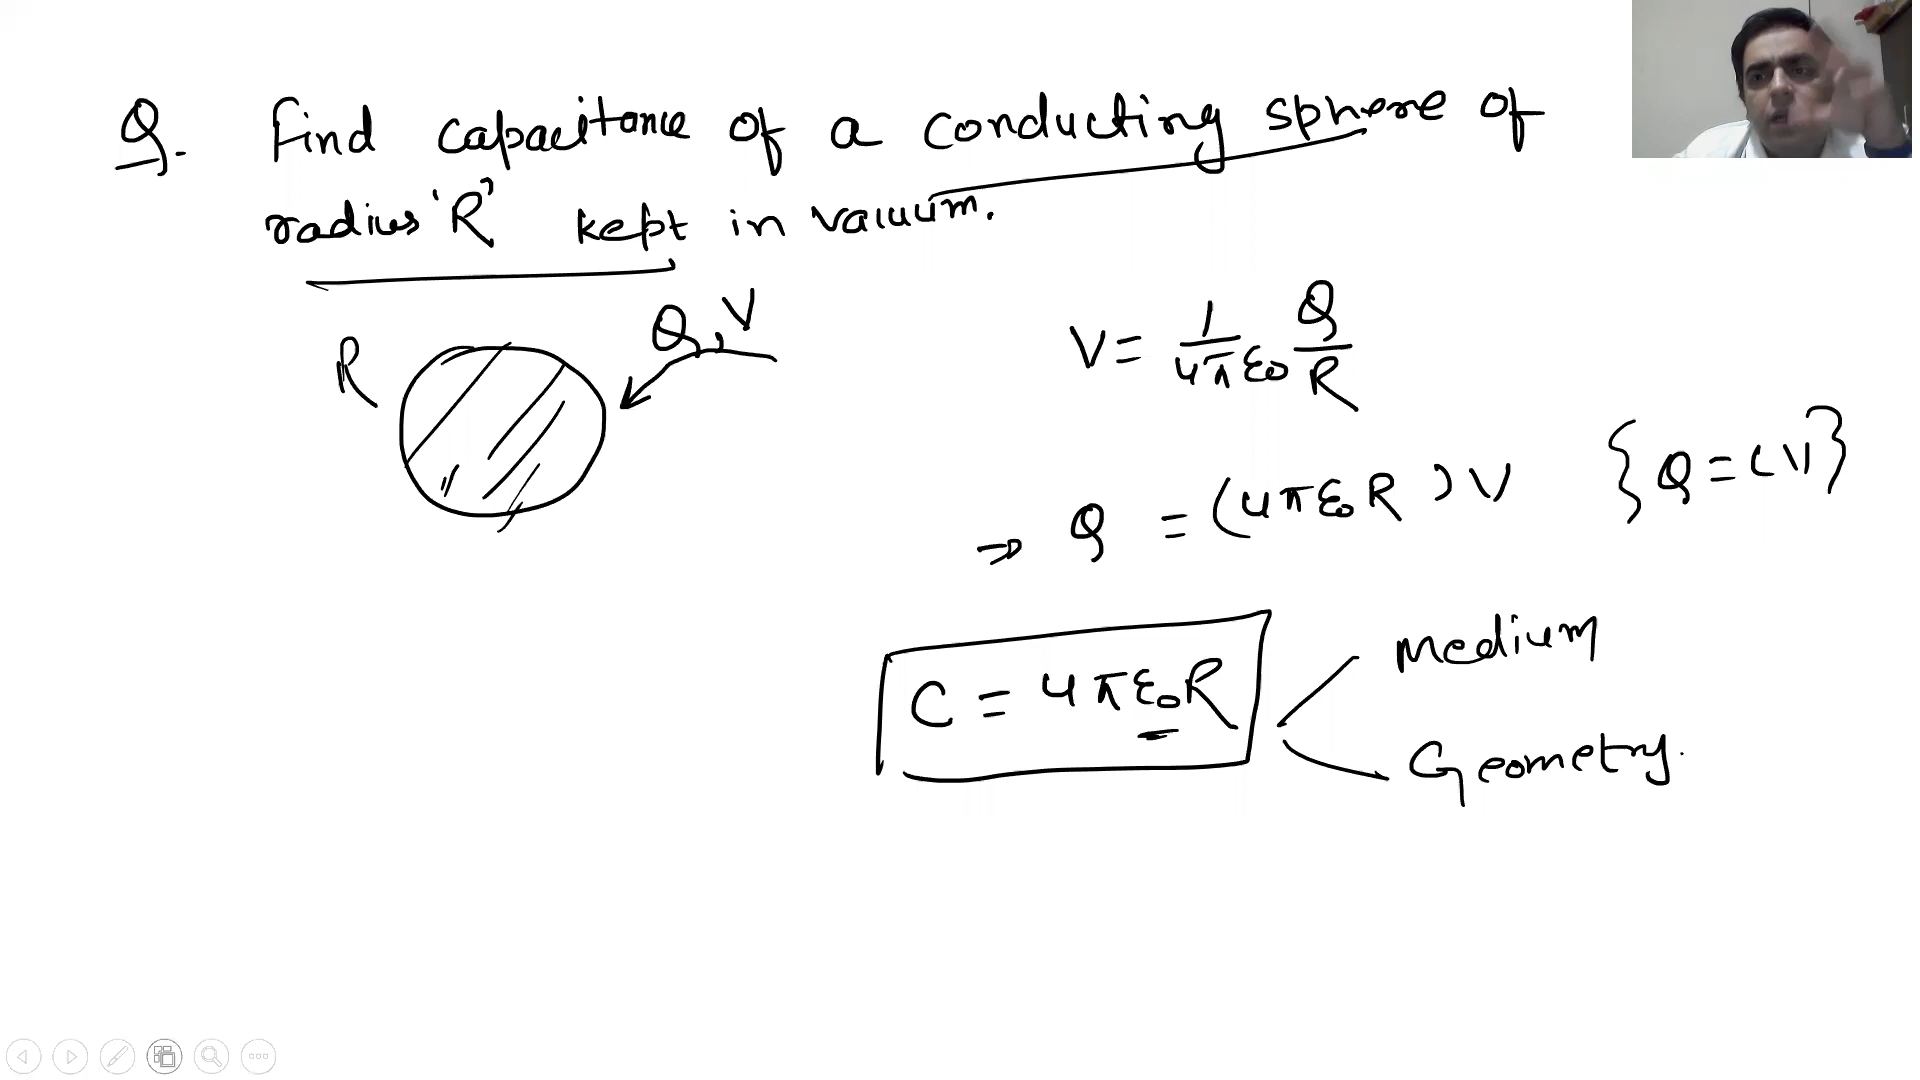 Q. Find capacitance of a conducting sphere of
radius 'R' kept in vacuum.
R
Q, V
V = 1/4πε₀ Q/R
⇒ Q = (4πε₀R) V {Q = CV}
C = 4πε₀R
Medium
Geometry.